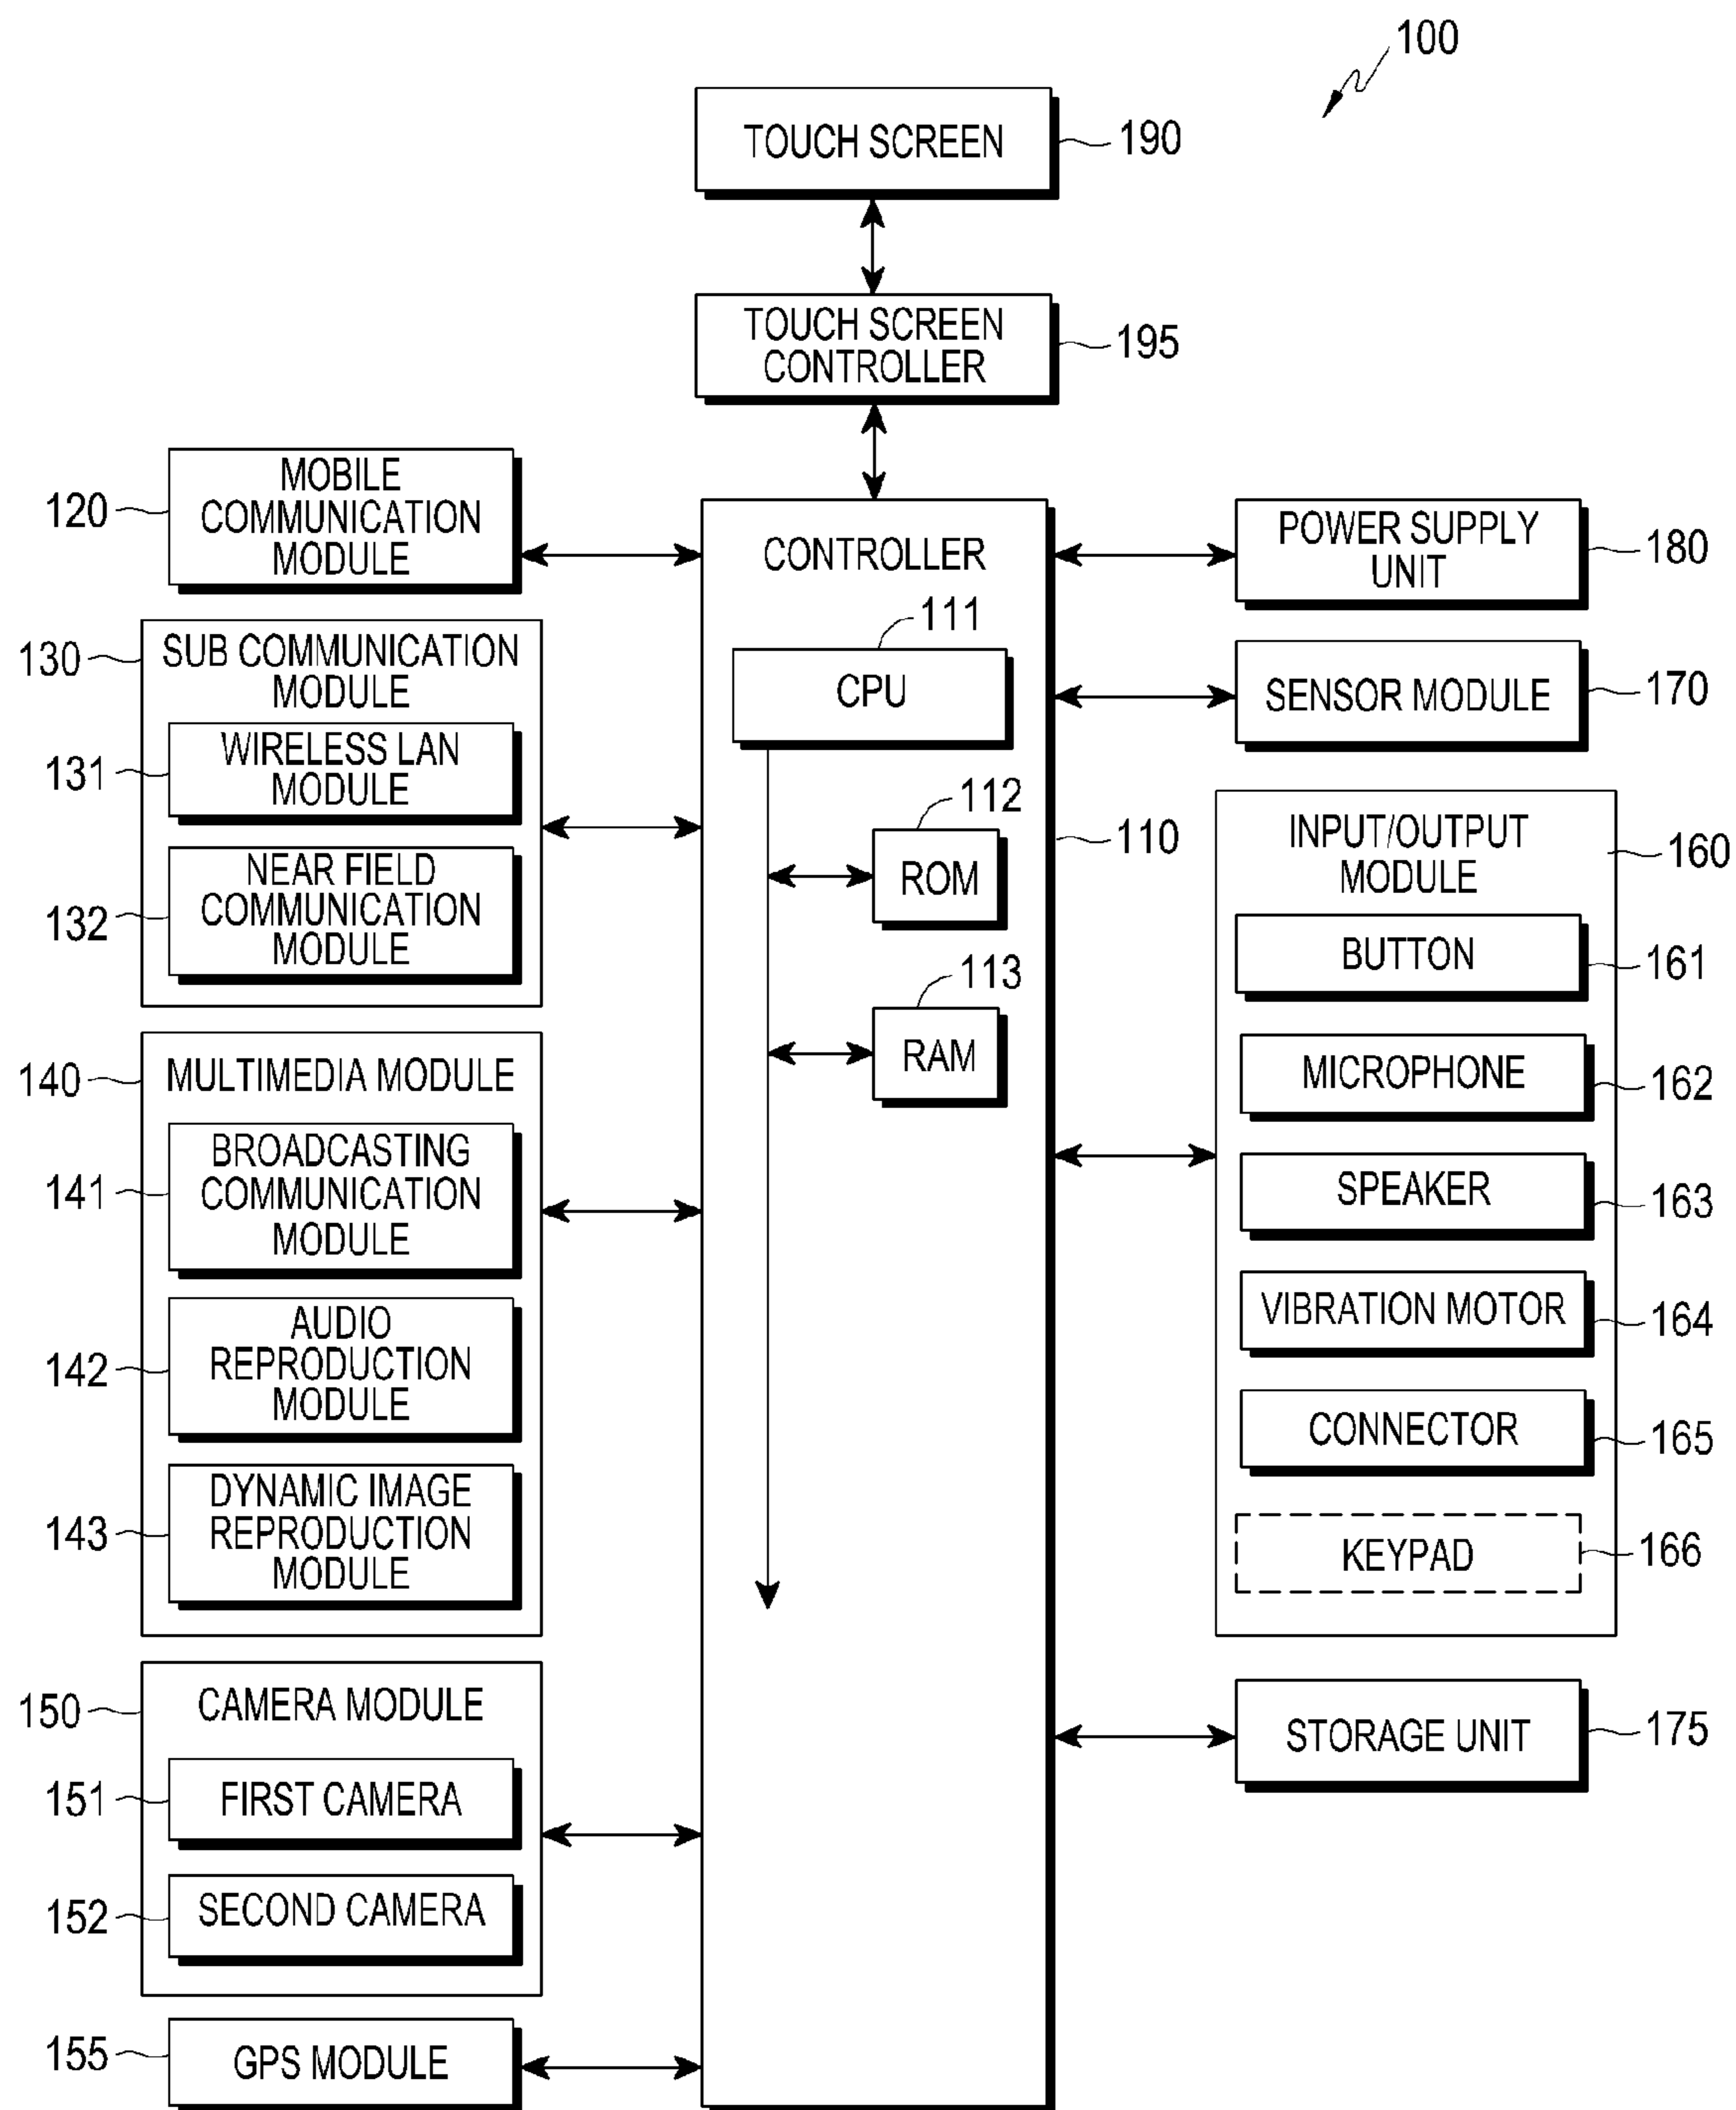 100
TOUCH SCREEN
190
TOUCH SCREEN
CONTROLLER
195
MOBILE
COMMUNICATION
MODULE
120
SUB COMMUNICATION
MODULE
130
WIRELESS LAN
MODULE
131
NEAR FIELD
COMMUNICATION
MODULE
132
MULTIMEDIA MODULE
140
BROADCASTING
COMMUNICATION
MODULE
141
AUDIO
REPRODUCTION
MODULE
142
DYNAMIC IMAGE
REPRODUCTION
MODULE
143
CAMERA MODULE
150
FIRST CAMERA
151
SECOND CAMERA
152
GPS MODULE
155
CONTROLLER
110
111
CPU
112
ROM
113
RAM
POWER SUPPLY
UNIT
180
SENSOR MODULE
170
INPUT/OUTPUT
MODULE
160
BUTTON
161
MICROPHONE
162
SPEAKER
163
VIBRATION MOTOR
164
CONNECTOR
165
KEYPAD
166
STORAGE UNIT
175